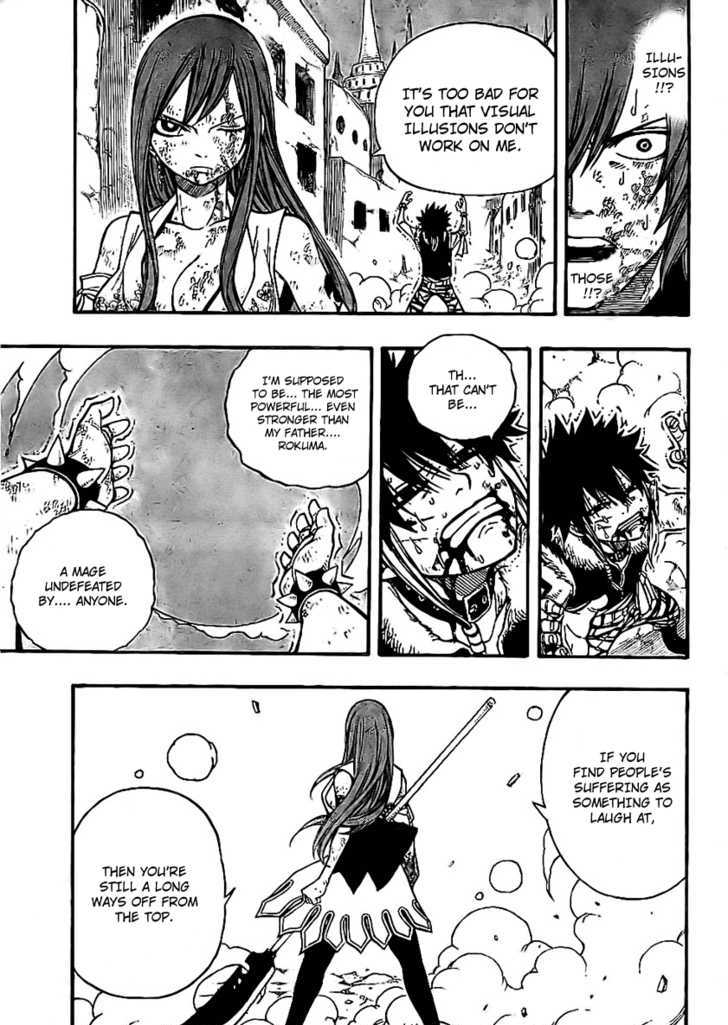 ILLU-
SIONS
!!?
THOSE
!!?
IT'S TOO BAD FOR
YOU THAT VISUAL
ILLUSIONS DON'T
WORK ON ME.
TH...
THAT CAN'T
BE...
I'M SUPPOSED
TO BE... THE MOST
POWERFUL... EVEN
STRONGER THAN
MY FATHER....
ROKUMA.
A MAGE
UNDEFEATED
BY.... ANYONE.
IF YOU
FIND PEOPLE'S
SUFFERING AS
SOMETHING TO
LAUGH AT,
THEN YOU'RE
STILL A LONG
WAYS OFF FROM
THE TOP.